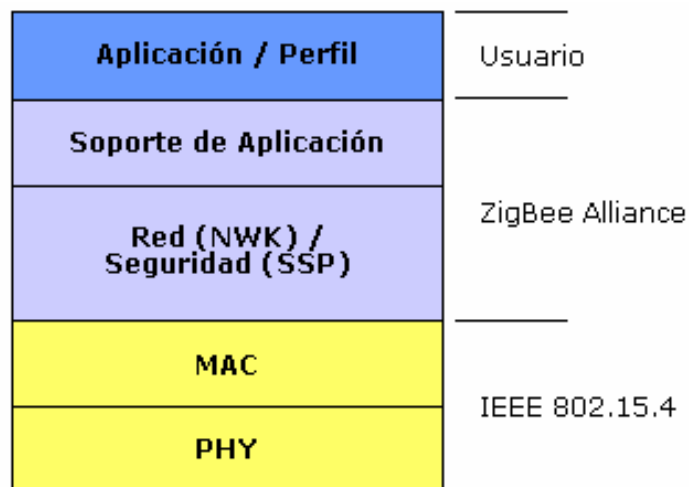 Aplicación / Perfil
Usuario
Soporte de Aplicación
ZigBee Alliance
Red (NWK) /
Seguridad (SSP)
MAC
IEEE 802.15.4
PHY